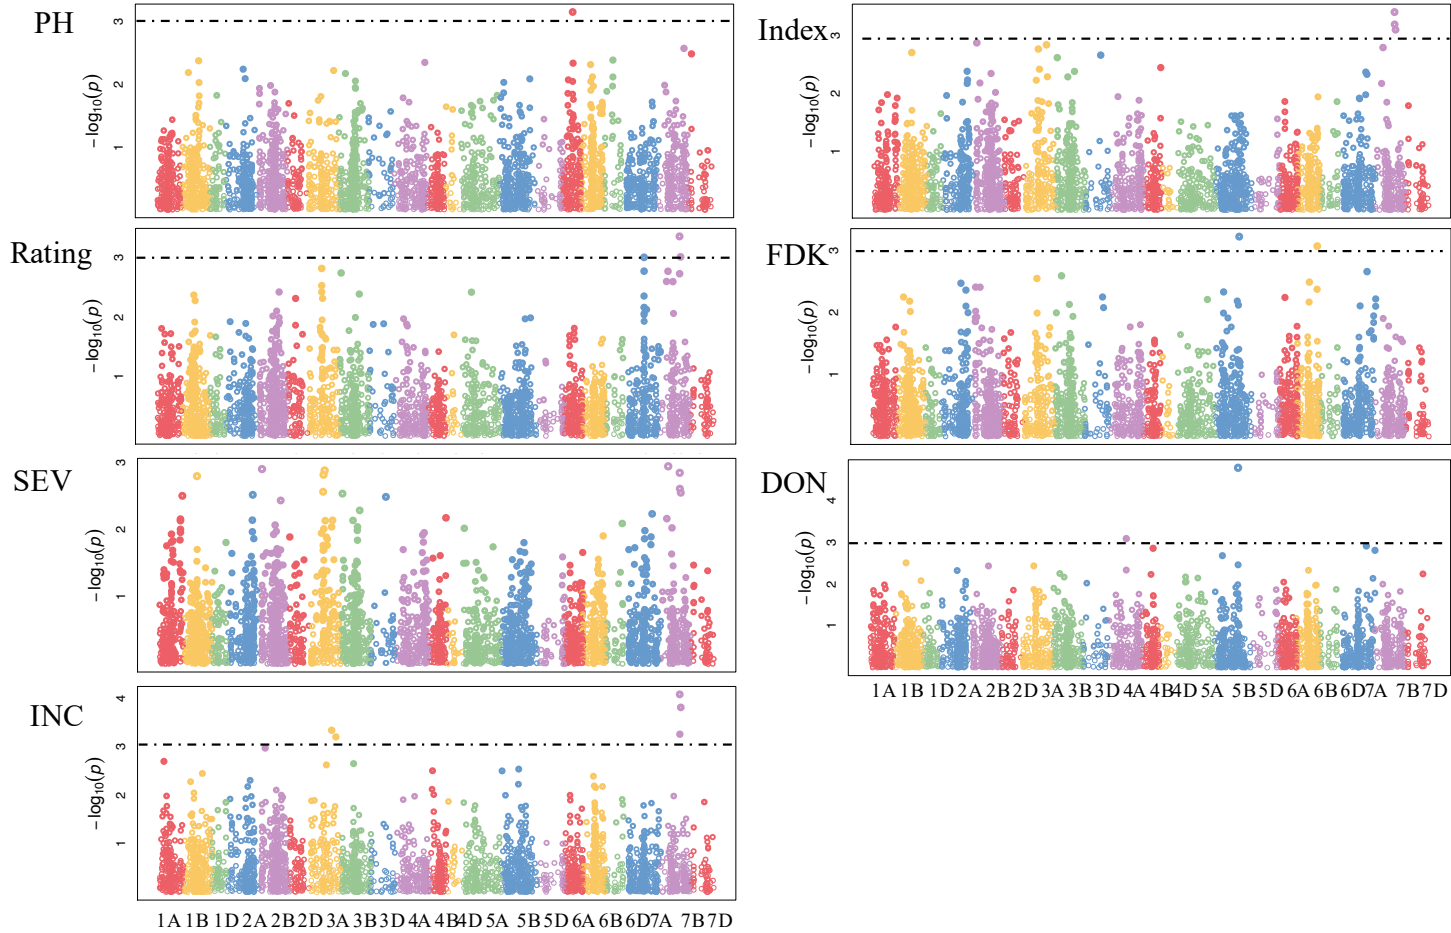 PH
−log₁₀(p)
3
2
1
Index
−log₁₀(p)
3
2
1
Rating
−log₁₀(p)
3
2
1
FDK
−log₁₀(p)
3
2
1
SEV
−log₁₀(p)
3
2
1
DON
−log₁₀(p)
4
3
2
1
1A 1B 1D 2A 2B 2D 3A 3B 3D 4A 4B 4D 5A 5B 5D 6A 6B 6D 7A 7B 7D
INC
−log₁₀(p)
4
3
2
1
1A 1B 1D 2A 2B 2D 3A 3B 3D 4A 4B 4D 5A 5B 5D 6A 6B 6D 7A 7B 7D